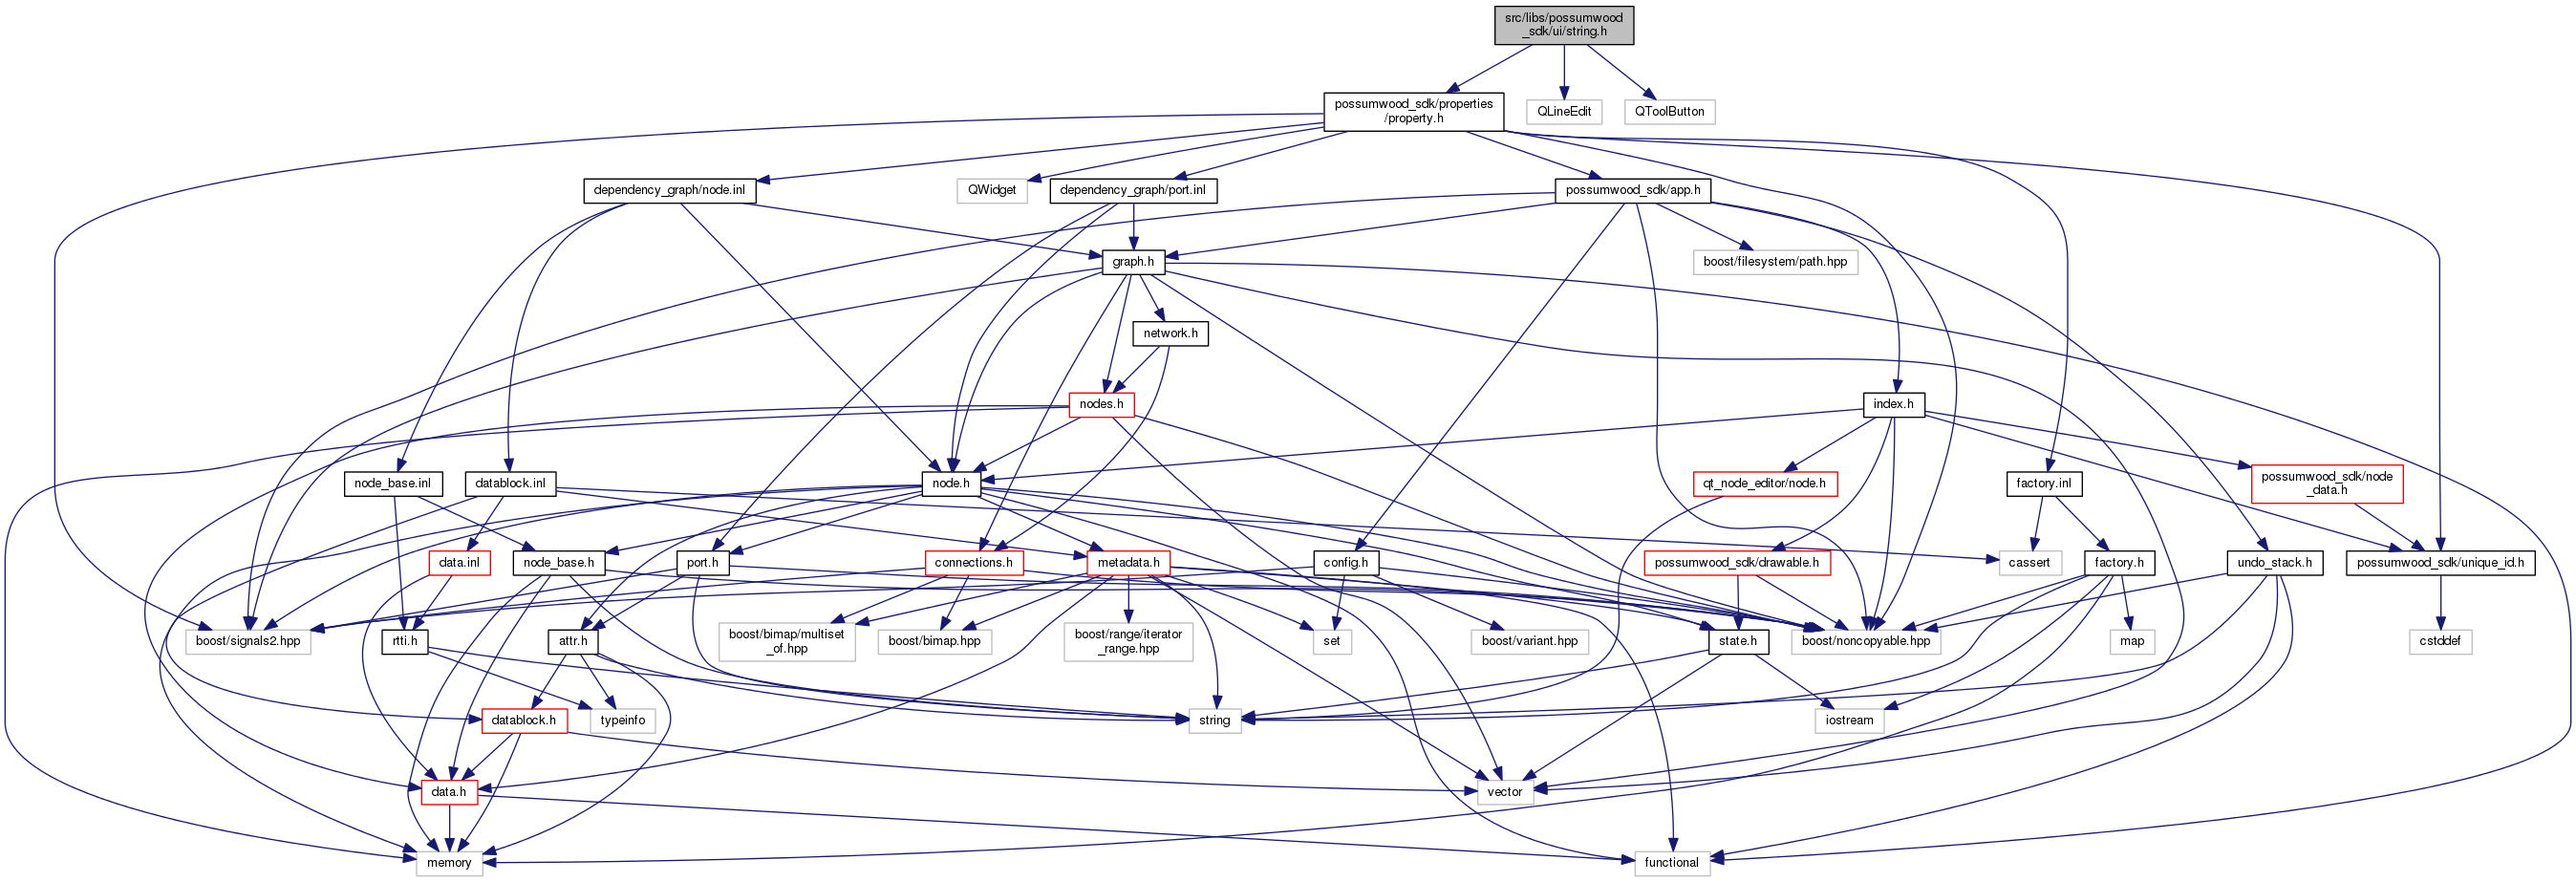 src/libs/possumwood
_sdk/ui/string.h
possumwood_sdk/properties
/property.h
QLineEdit
QToolButton
dependency_graph/node.inl
QWidget
dependency_graph/port.inl
possumwood_sdk/app.h
graph.h
boost/filesystem/path.hpp
network.h
nodes.h
index.h
node_base.inl
datablock.inl
node.h
qt_node_editor/node.h
factory.inl
possumwood_sdk/node
_data.h
data.inl
node_base.h
port.h
connections.h
metadata.h
config.h
possumwood_sdk/drawable.h
cassert
factory.h
undo_stack.h
possumwood_sdk/unique_id.h
boost/signals2.hpp
rtti.h
attr.h
boost/bimap/multiset
_of.hpp
boost/bimap.hpp
boost/range/iterator
_range.hpp
set
boost/variant.hpp
state.h
boost/noncopyable.hpp
map
cstddef
datablock.h
typeinfo
string
iostream
data.h
vector
memory
functional